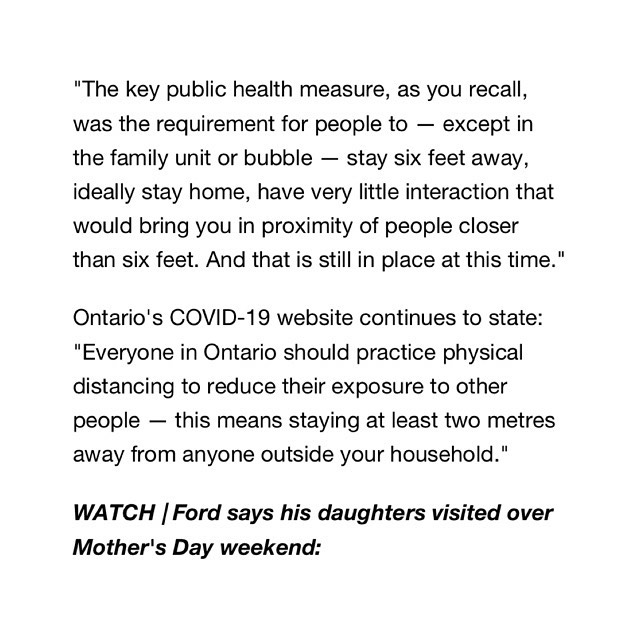 "The key public health measure, as you recall,
was the requirement for people to — except in
the family unit or bubble — stay six feet away,
ideally stay home, have very little interaction that
would bring you in proximity of people closer
than six feet. And that is still in place at this time."
Ontario's COVID-19 website continues to state:
"Everyone in Ontario should practice physical
distancing to reduce their exposure to other
people — this means staying at least two metres
away from anyone outside your household."
WATCH | Ford says his daughters visited over
Mother's Day weekend: